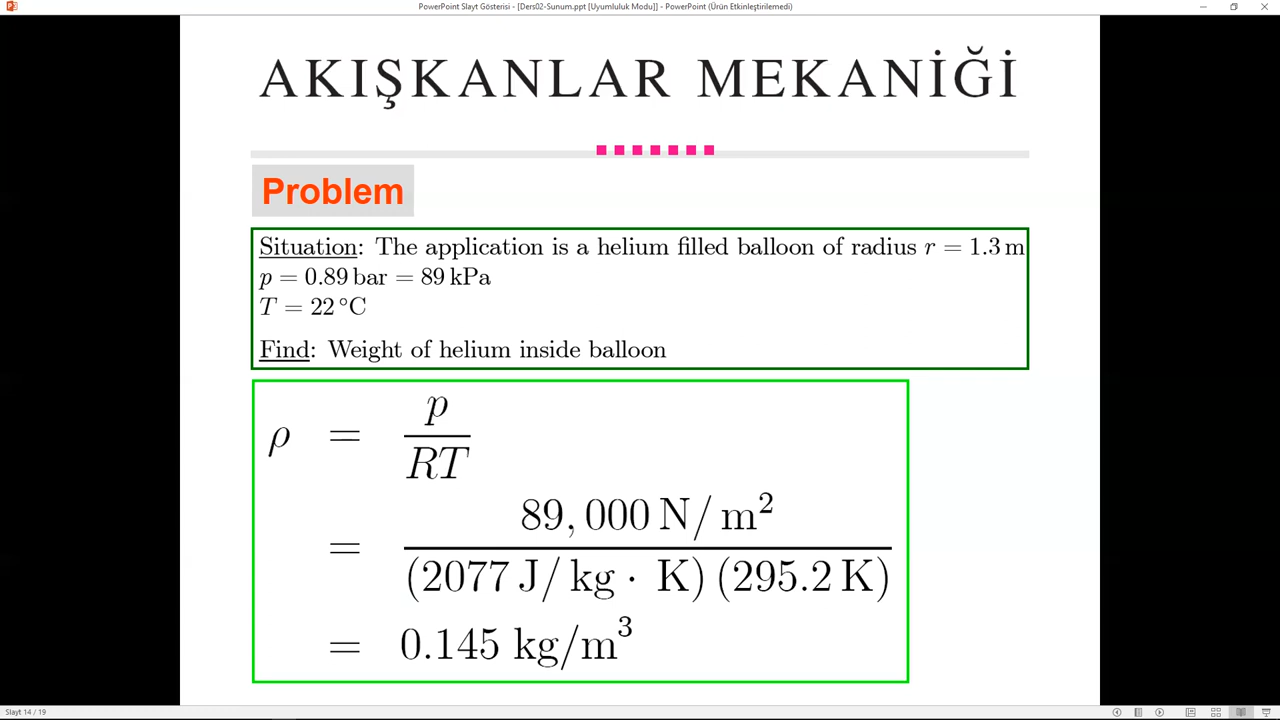 PowerPoint Slayt Gösterisi - [Ders02-Sunum.ppt [Uyumluluk Modu]] - PowerPoint (Ürün Etkinleştirilemedi)
AKIŞKANLAR MEKANİĞİ
Problem
Situation: The application is a helium filled balloon of radius r = 1.3 m
p = 0.89 bar = 89 kPa
T = 22 °C
Find: Weight of helium inside balloon
ρ = p / RT
= 89,000 N/ m² / (2077 J/ kg · K) (295.2 K)
= 0.145 kg/m³
Slayt 14 / 19